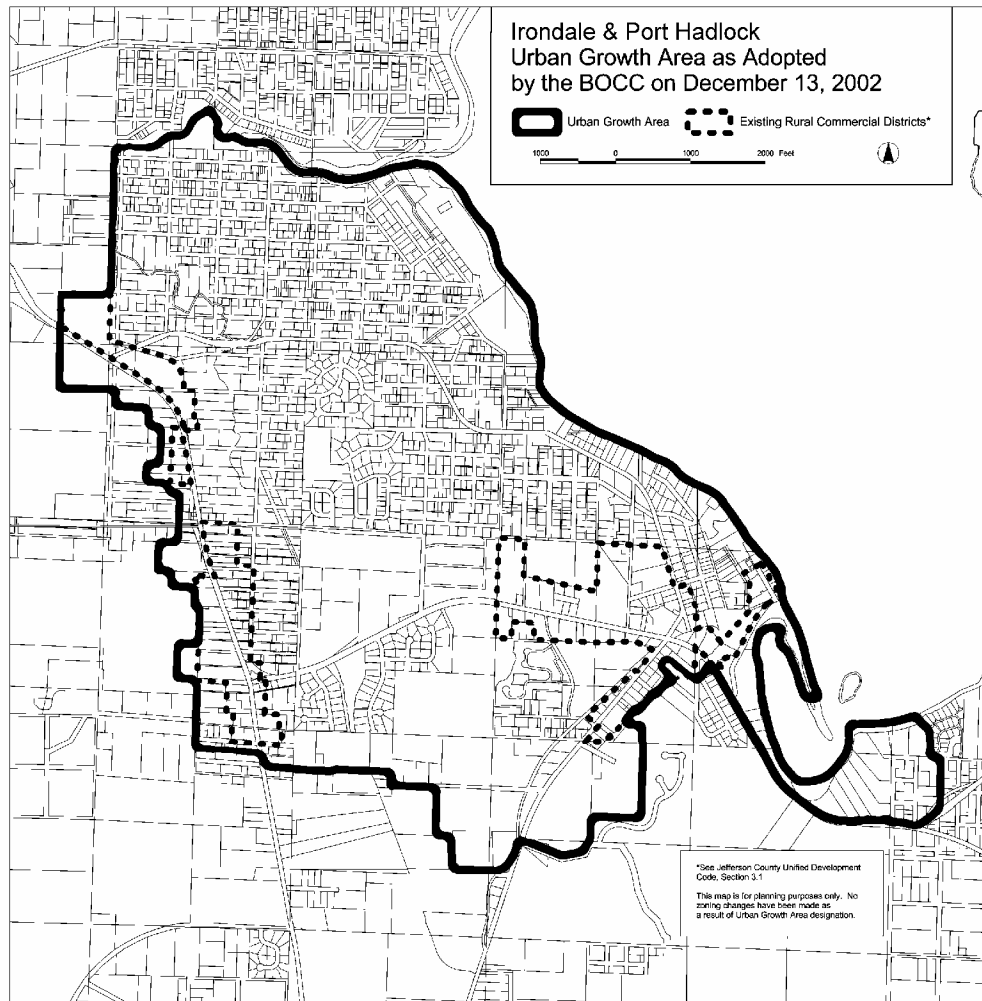 Irondale & Port Hadlock
Urban Growth Area as Adopted
by the BOCC on December 13, 2002
Urban Growth Area Existing Rural Commercial Districts*
1000 0 1000 2000 Feet
*See Jefferson County Unified Development
Code, Section 3.1
This map is for planning purposes only. No
zoning changes have been made as
a result of Urban Growth Area designation.